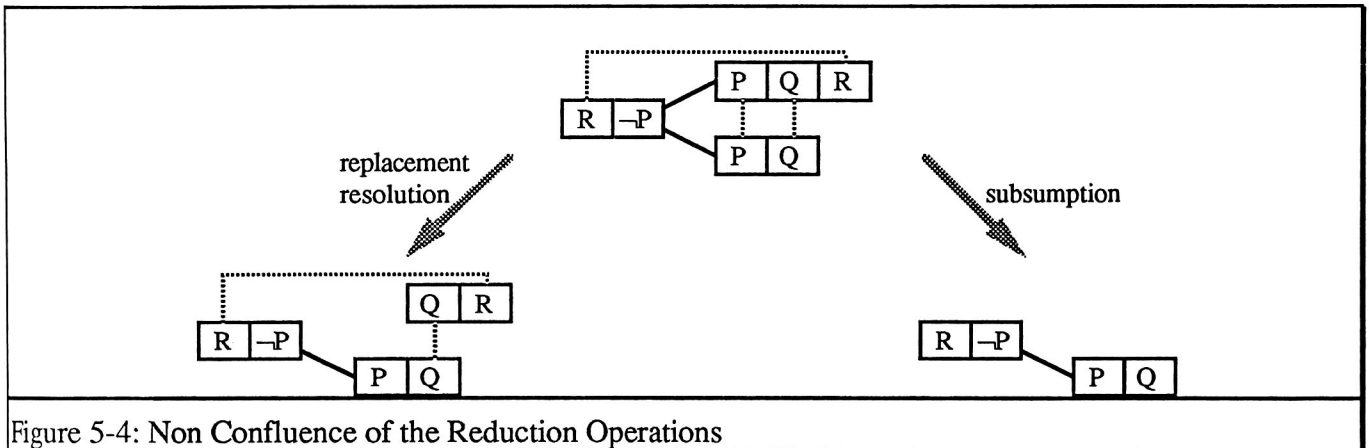 P Q R
R ¬P
P Q
replacement
resolution
subsumption
Q R
R ¬P
P Q
R ¬P
P Q
Figure 5-4: Non Confluence of the Reduction Operations